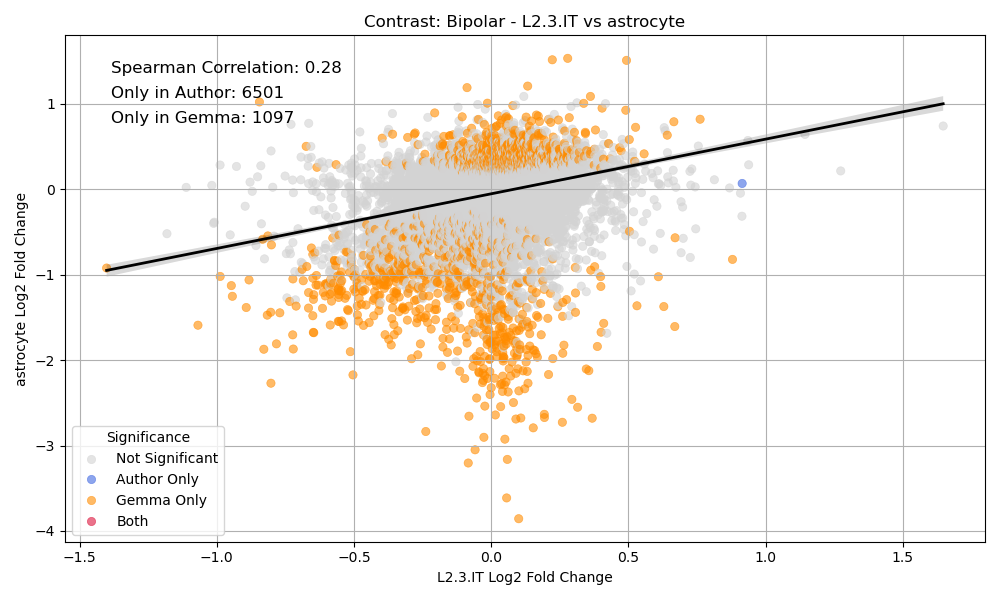 Contrast: Bipolar - L2.3.IT vs astrocyte
Spearman Correlation: 0.28
Only in Author: 6501
Only in Gemma: 1097
astrocyte Log2 Fold Change
1
0
−1
−2
−3
−4
Significance
Not Significant
Author Only
Gemma Only
Both
−1.5
−1.0
−0.5
0.0
0.5
1.0
1.5
L2.3.IT Log2 Fold Change